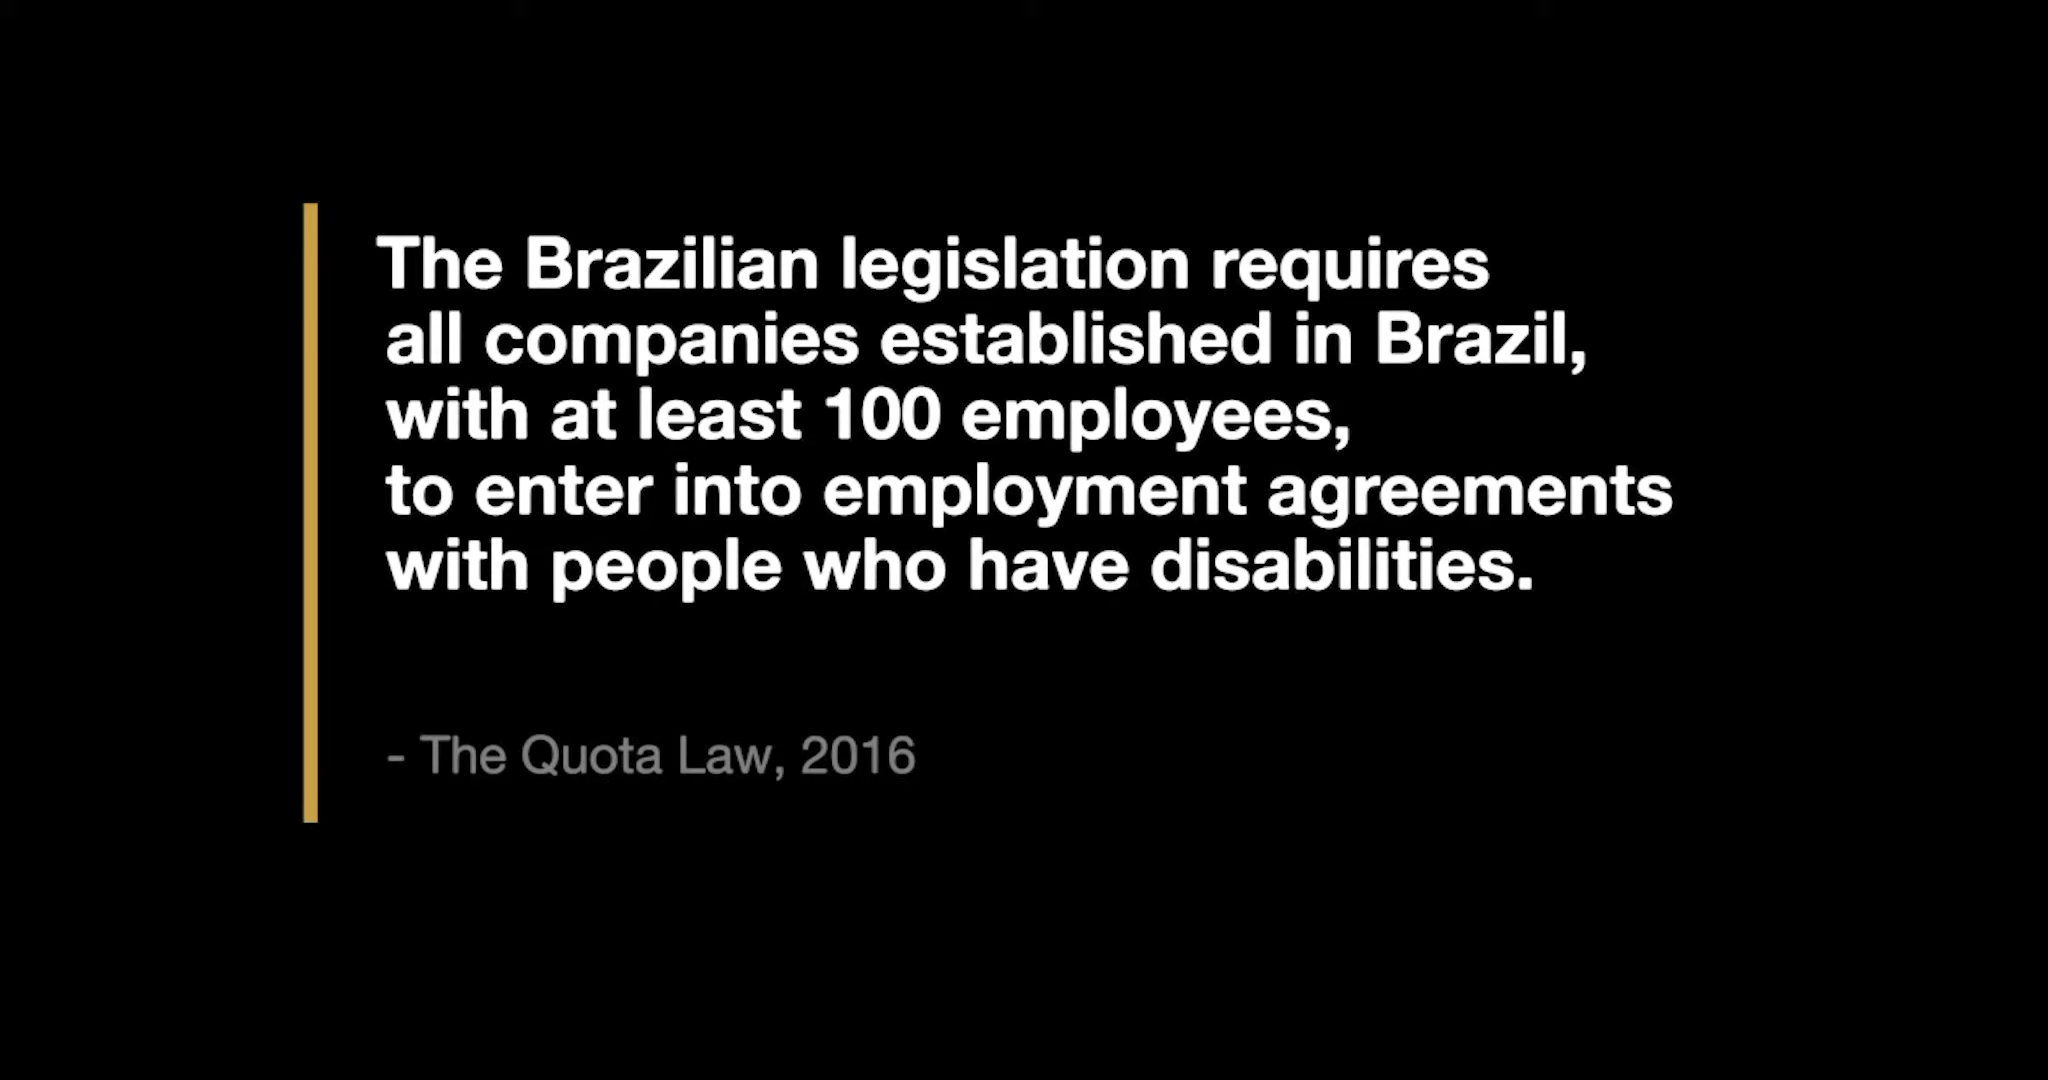 The Brazilian legislation requires
all companies established in Brazil,
with at least 100 employees,
to enter into employment agreements
with people who have disabilities.
- The Quota Law, 2016